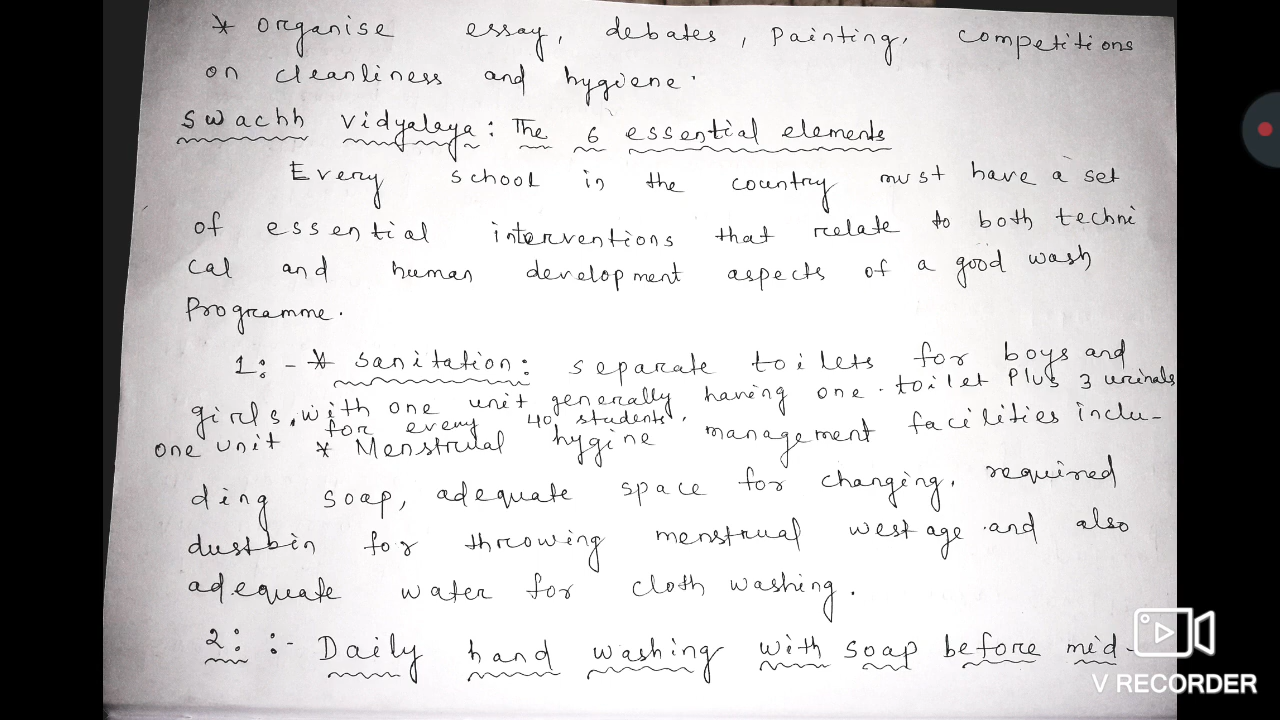 * organise essay, debates, Painting, competitions
on cleanliness and hygiene.
swachh vidyalaya: The 6 essential elements
Every school in the country must have a set
of essential interventions that relate to both techni
cal and human development aspects of a good wash
Programme.
1: - * sanitation: separate toilets for boys and
girls, with one unit generally having one toilet Plus 3 urinals
one unit for every 40 students.
* Menstrual hygine management facilities inclu-
ding soap, adequate space for changing, required
dustbin for throwing menstrual westage and also
adequate water for cloth washing.
2: :- Daily hand washing with soap before mid-
V RECORDER